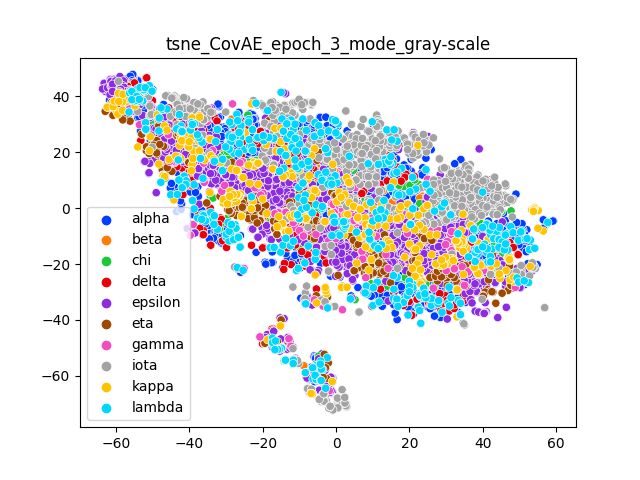 tsne_CovAE_epoch_3_mode_gray-scale
40
20
0
−20
−40
−60
−60
−40
−20
0
20
40
60
alpha
beta
chi
delta
epsilon
eta
gamma
iota
kappa
lambda